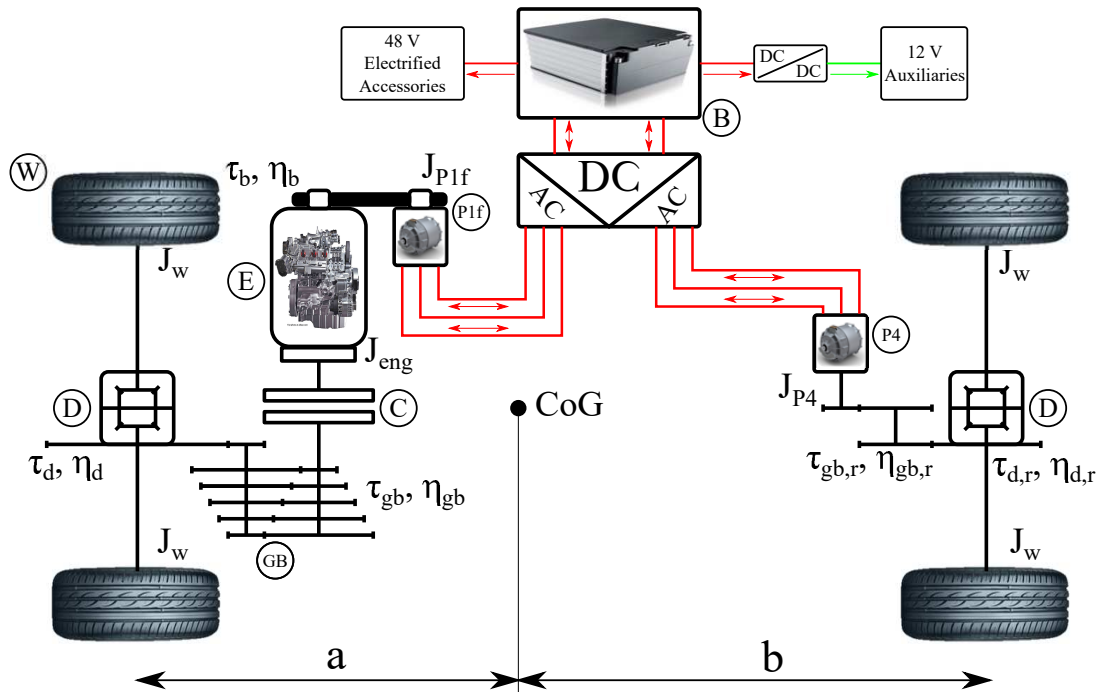 48 V
Electrified
Accessories
DC
DC
12 V
Auxiliaries
B
W
τb, ηb
JP1f
P1f
DC
AC
AC
Jw
Jw
E
P4
Jeng
JP4
D
C
CoG
D
τd, ηd
τgb, ηgb
τgb,r, ηgb,r
τd,r, ηd,r
Jw
GB
Jw
a
b